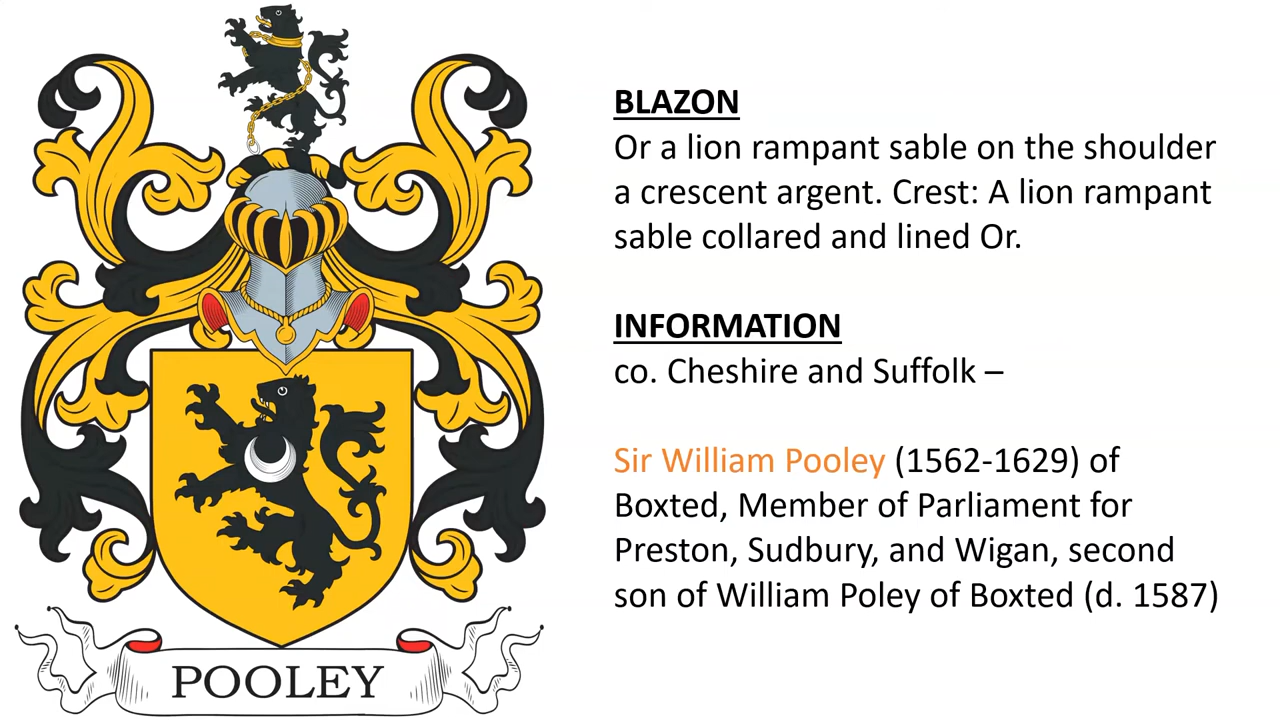 BLAZON
Or a lion rampant sable on the shoulder
a crescent argent. Crest: A lion rampant
sable collared and lined Or.
INFORMATION
co. Cheshire and Suffolk –
Sir William Pooley (1562-1629) of
Boxted, Member of Parliament for
Preston, Sudbury, and Wigan, second
son of William Poley of Boxted (d. 1587)
POOLEY